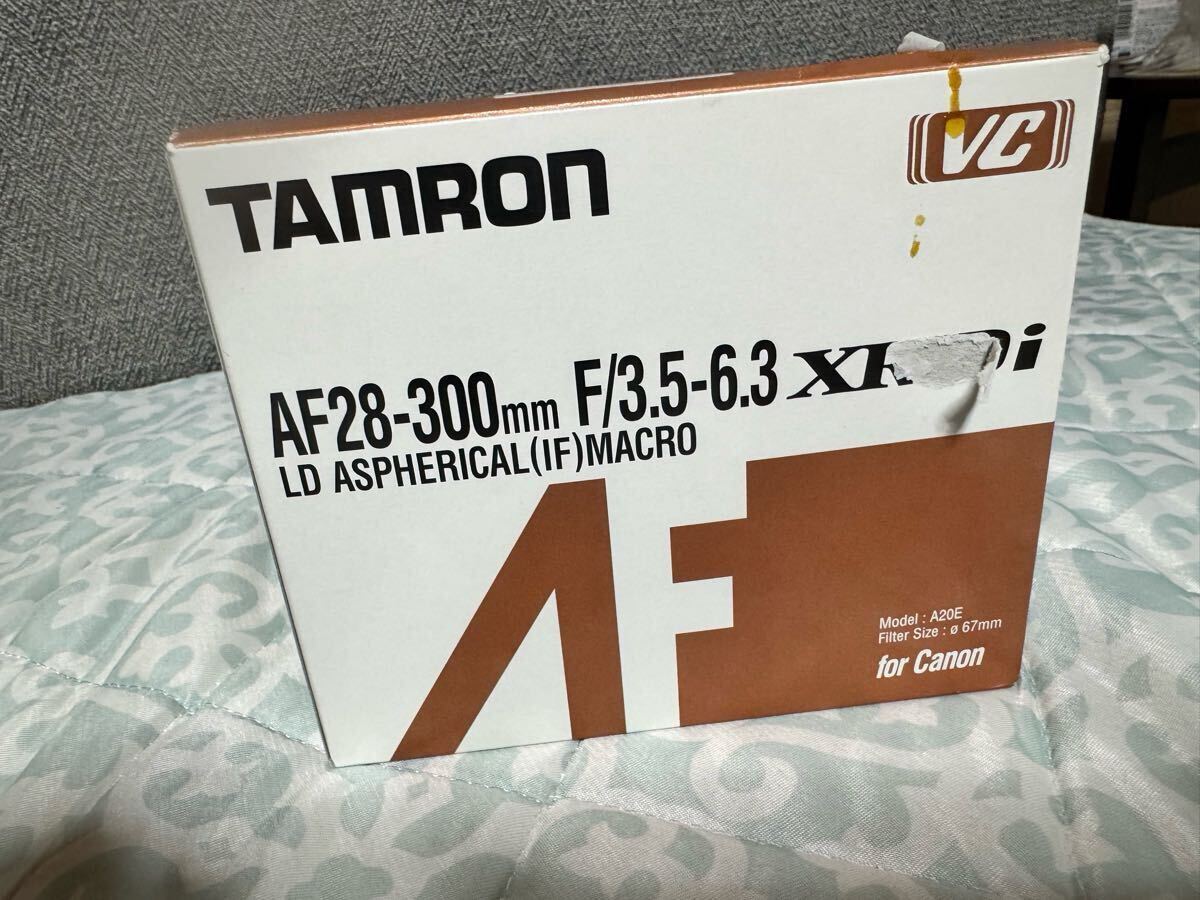 TAMRON
VC
AF28-300mm F/3.5-6.3 Di
LD ASPHERICAL(IF)MACRO
AF
Model : A20E
Filter Size : ø 67mm
for Canon